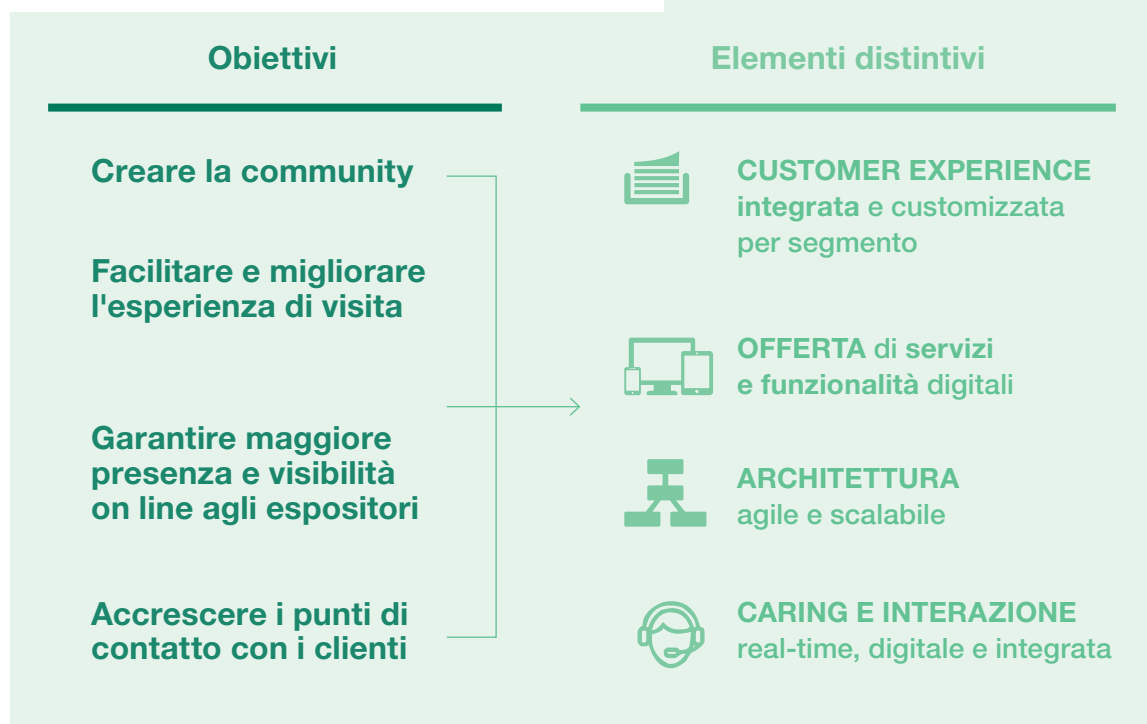 Obiettivi
Creare la community
Facilitare e migliorare
l'esperienza di visita
Garantire maggiore
presenza e visibilità
on line agli espositori
Accrescere i punti di
contatto con i clienti
Elementi distintivi
CUSTOMER EXPERIENCE
integrata e customizzata
per segmento
OFFERTA di servizi
e funzionalità digitali
ARCHITETTURA
agile e scalabile
CARING E INTERAZIONE
real-time, digitale e integrata